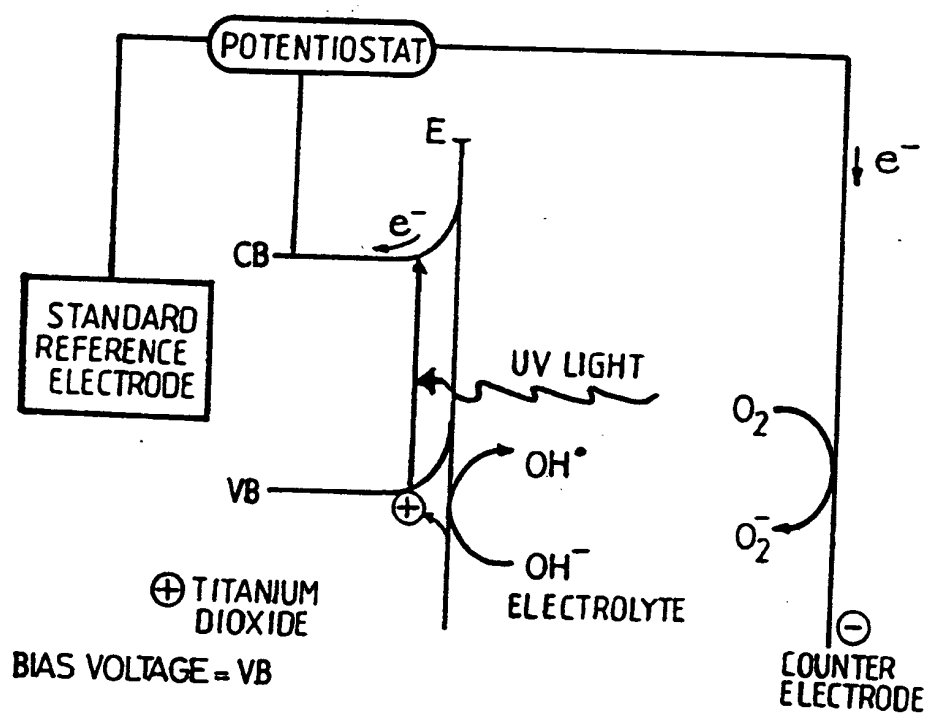 POTENTIOSTAT
E
e⁻
e⁻
CB
STANDARD
REFERENCE
ELECTRODE
UV LIGHT
O₂
OH•
VB
+
O₂⁻
OH⁻
⊕ TITANIUM
DIOXIDE
ELECTROLYTE
⊖
BIAS VOLTAGE = VB
COUNTER
ELECTRODE